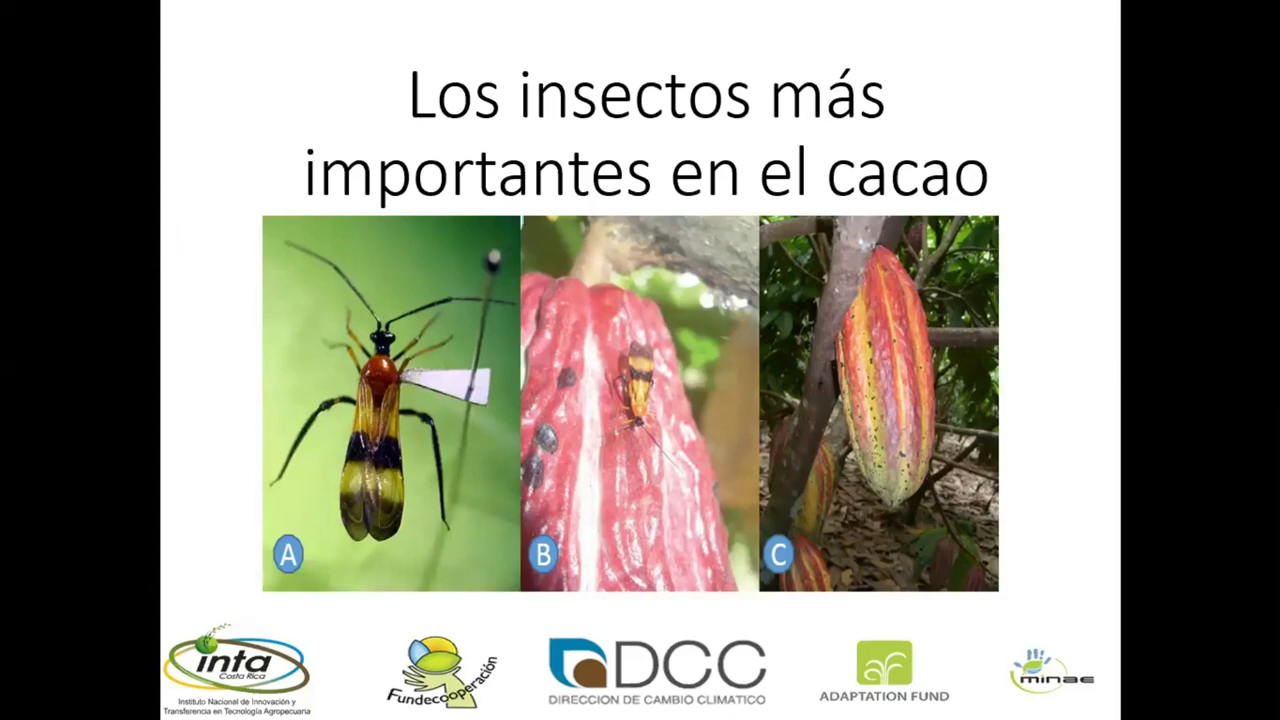 Los insectos más
importantes en el cacao
A
B
C
inta
Costa Rica
Instituto Nacional de Innovación y
Transferencia en Tecnología Agropecuaria
Fundecooperación
DCC
DIRECCION DE CAMBIO CLIMATICO
ADAPTATION FUND
minae